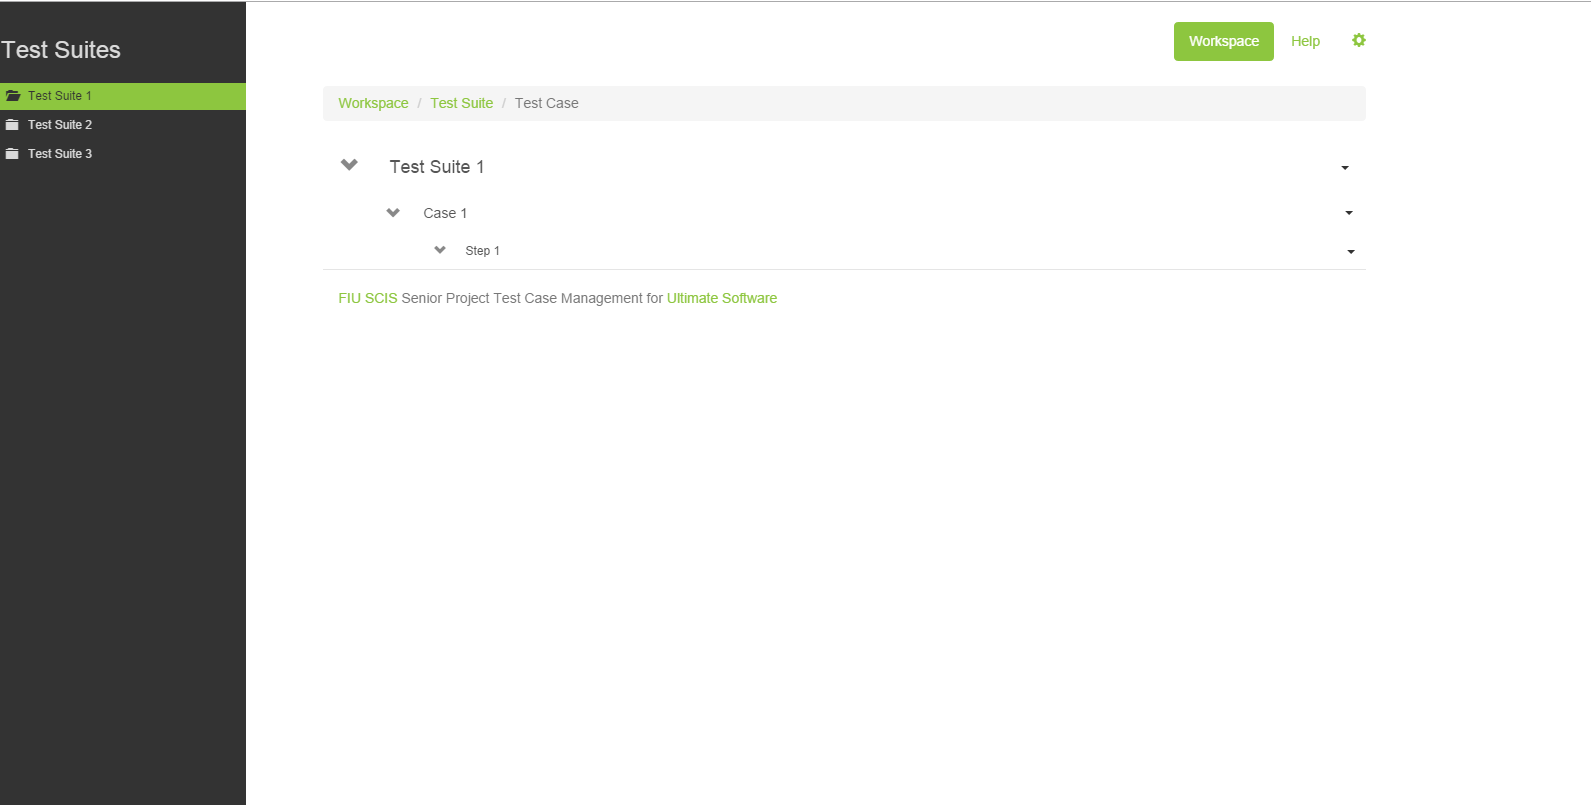 Test Suites
Test Suite 1
Test Suite 2
Test Suite 3
Workspace Help
Workspace / Test Suite / Test Case
Test Suite 1
Case 1
Step 1
FIU SCIS Senior Project Test Case Management for Ultimate Software